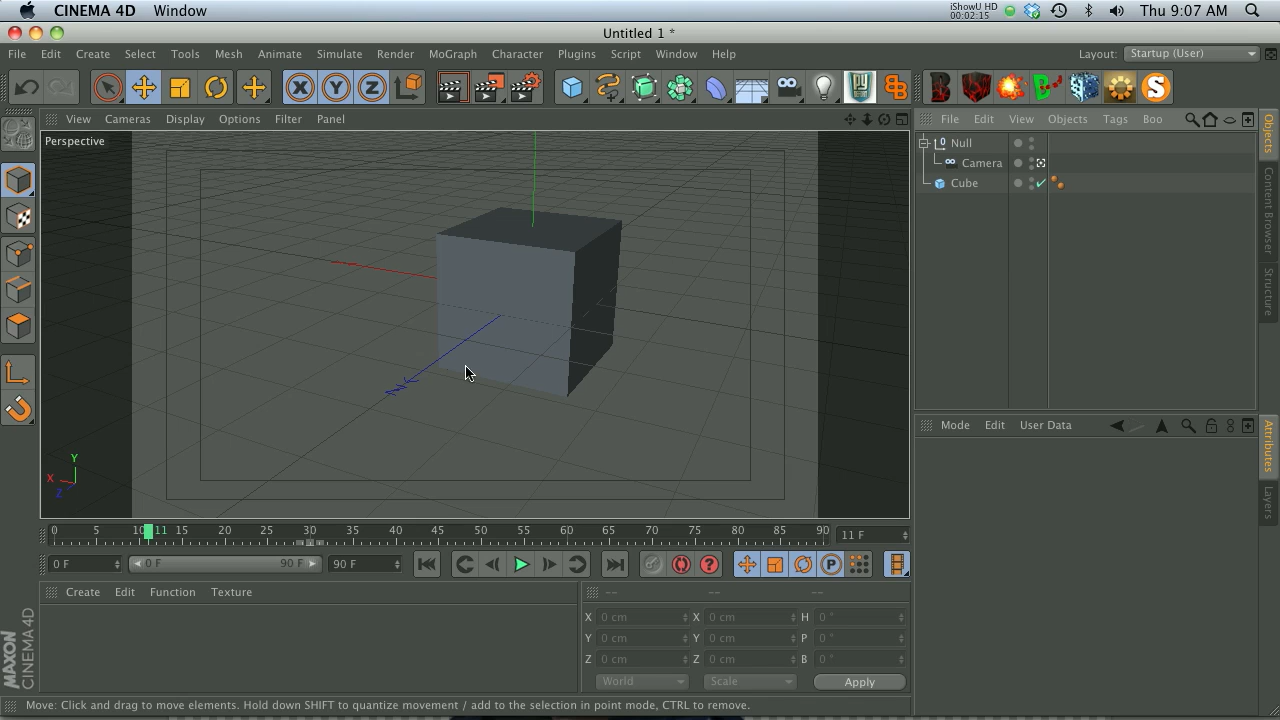 CINEMA 4D Window iShowU HD 00:02:15 Thu 9:07 AM
Untitled 1 *
File Edit Create Select Tools Mesh Animate Simulate Render MoGraph Character Plugins Script Window Help Layout: Startup (User)
X Y Z
View Cameras Display Options Filter Panel
File Edit View Objects Tags Boo
Perspective
Null
Camera
Cube
Objects
Content Browser
Structure
Mode Edit User Data
Attributes
Layers
Y
X
Z
0 5 10 11 15 20 25 30 35 40 45 50 55 60 65 70 75 80 85 90 11 F
0 F 0 F 90 F 90 F
Create Edit Function Texture
-- -- --
X 0 cm X 0 cm H 0 °
Y 0 cm Y 0 cm P 0 °
Z 0 cm Z 0 cm B 0 °
World Scale Apply
MAXON
CINEMA 4D
Move: Click and drag to move elements. Hold down SHIFT to quantize movement / add to the selection in point mode, CTRL to remove.